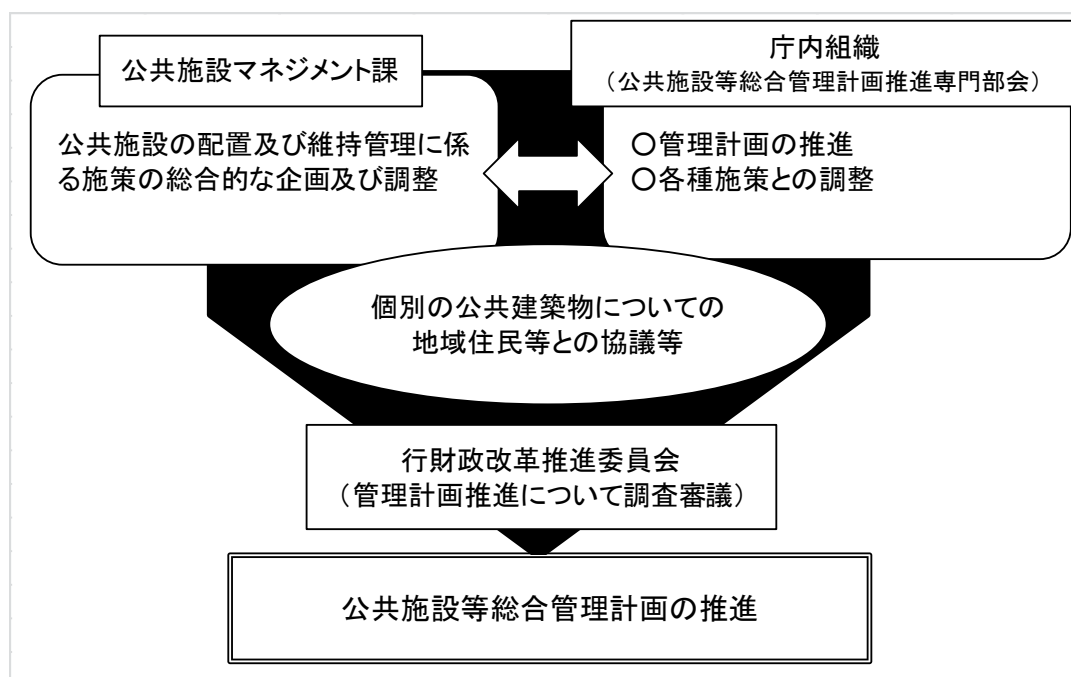 公共施設マネジメント課
公共施設の配置及び維持管理に係
る施策の総合的な企画及び調整
庁内組織
（公共施設等総合管理計画推進専門部会）
〇管理計画の推進
〇各種施策との調整
個別の公共建築物についての
地域住民等との協議等
行財政改革推進委員会
（管理計画推進について調査審議）
公共施設等総合管理計画の推進